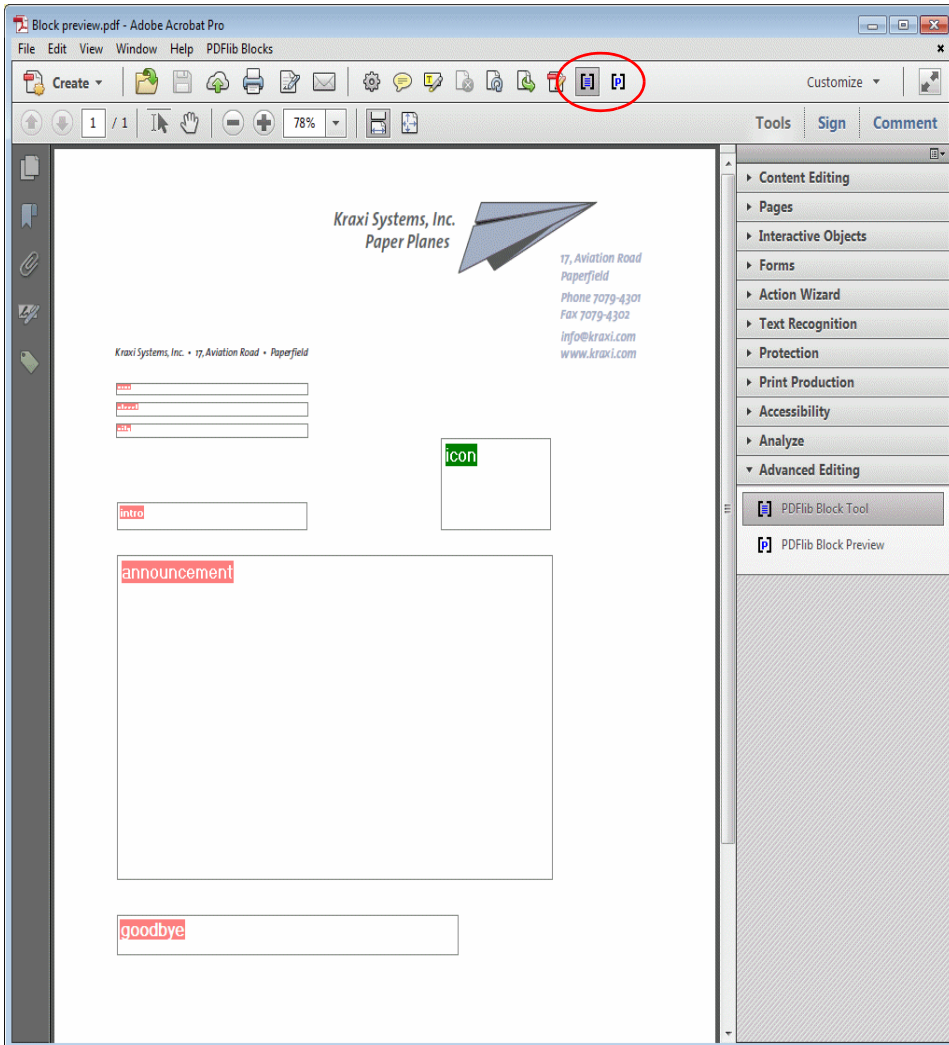 Block preview.pdf - Adobe Acrobat Pro
File Edit View Window Help PDFlib Blocks
Create
Customize
1 / 1
78%
Tools Sign Comment
Content Editing
Pages
Interactive Objects
Forms
Action Wizard
Text Recognition
Protection
Print Production
Accessibility
Analyze
Advanced Editing
PDFlib Block Tool
PDFlib Block Preview
Kraxi Systems, Inc.
Paper Planes
17, Aviation Road
Paperfield
Phone 7079-4301
Fax 7079-4302
info@kraxi.com
www.kraxi.com
Kraxi Systems, Inc. • 17, Aviation Road • Paperfield
icon
intro
announcement
goodbye